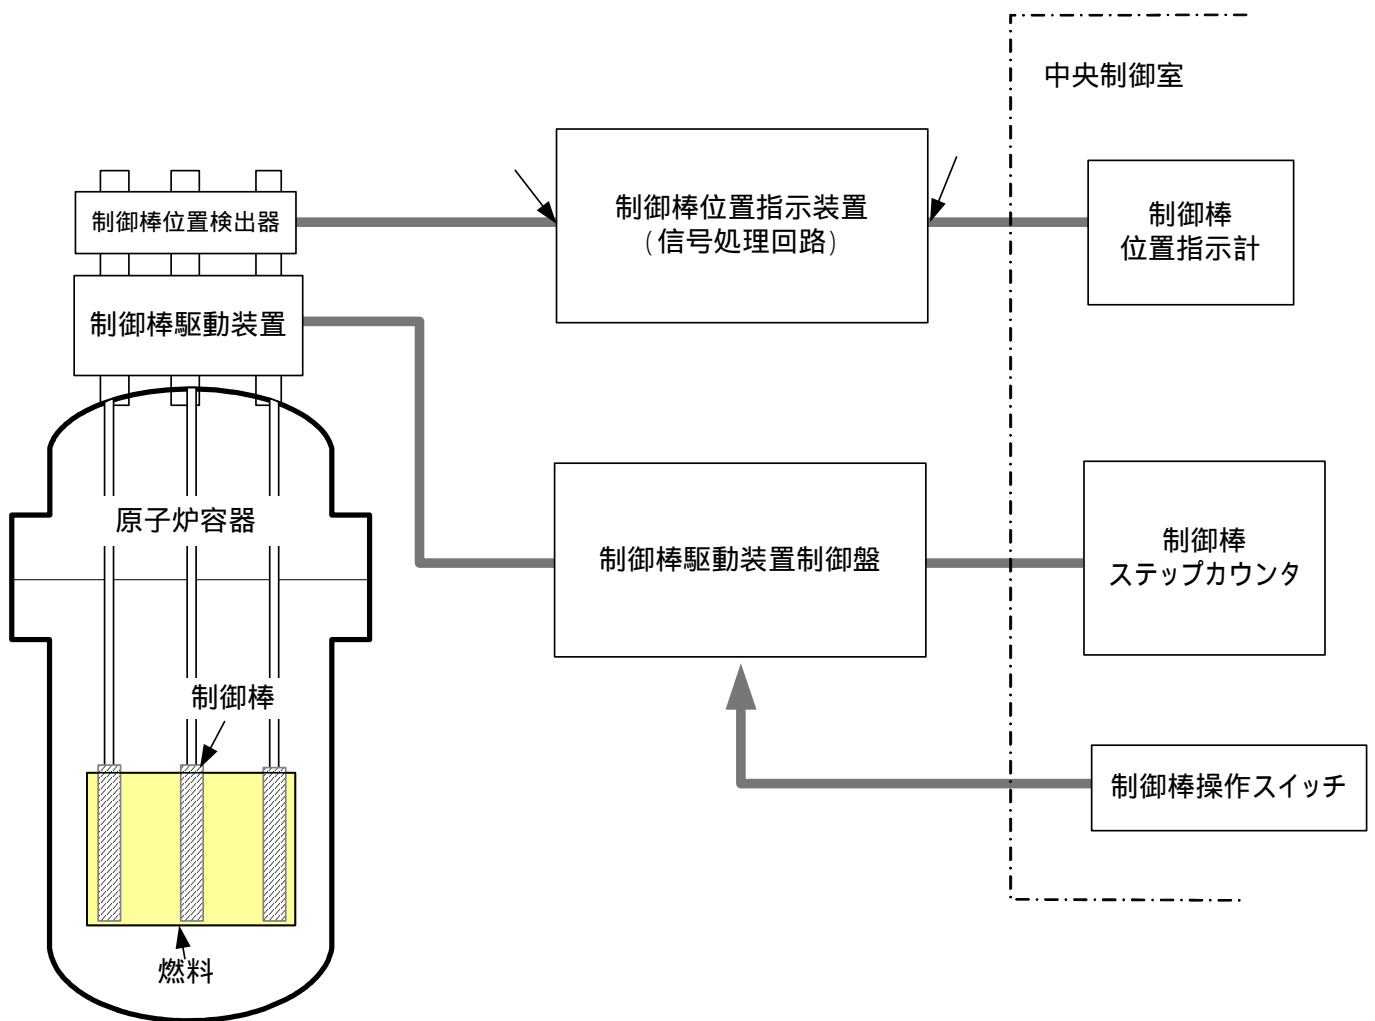 中央制御室
制御棒位置検出器
制御棒位置指示装置
(信号処理回路)
制御棒
位置指示計
制御棒駆動装置
原子炉容器
制御棒駆動装置制御盤
制御棒
ステップカウンタ
制御棒
制御棒操作スイッチ
燃料